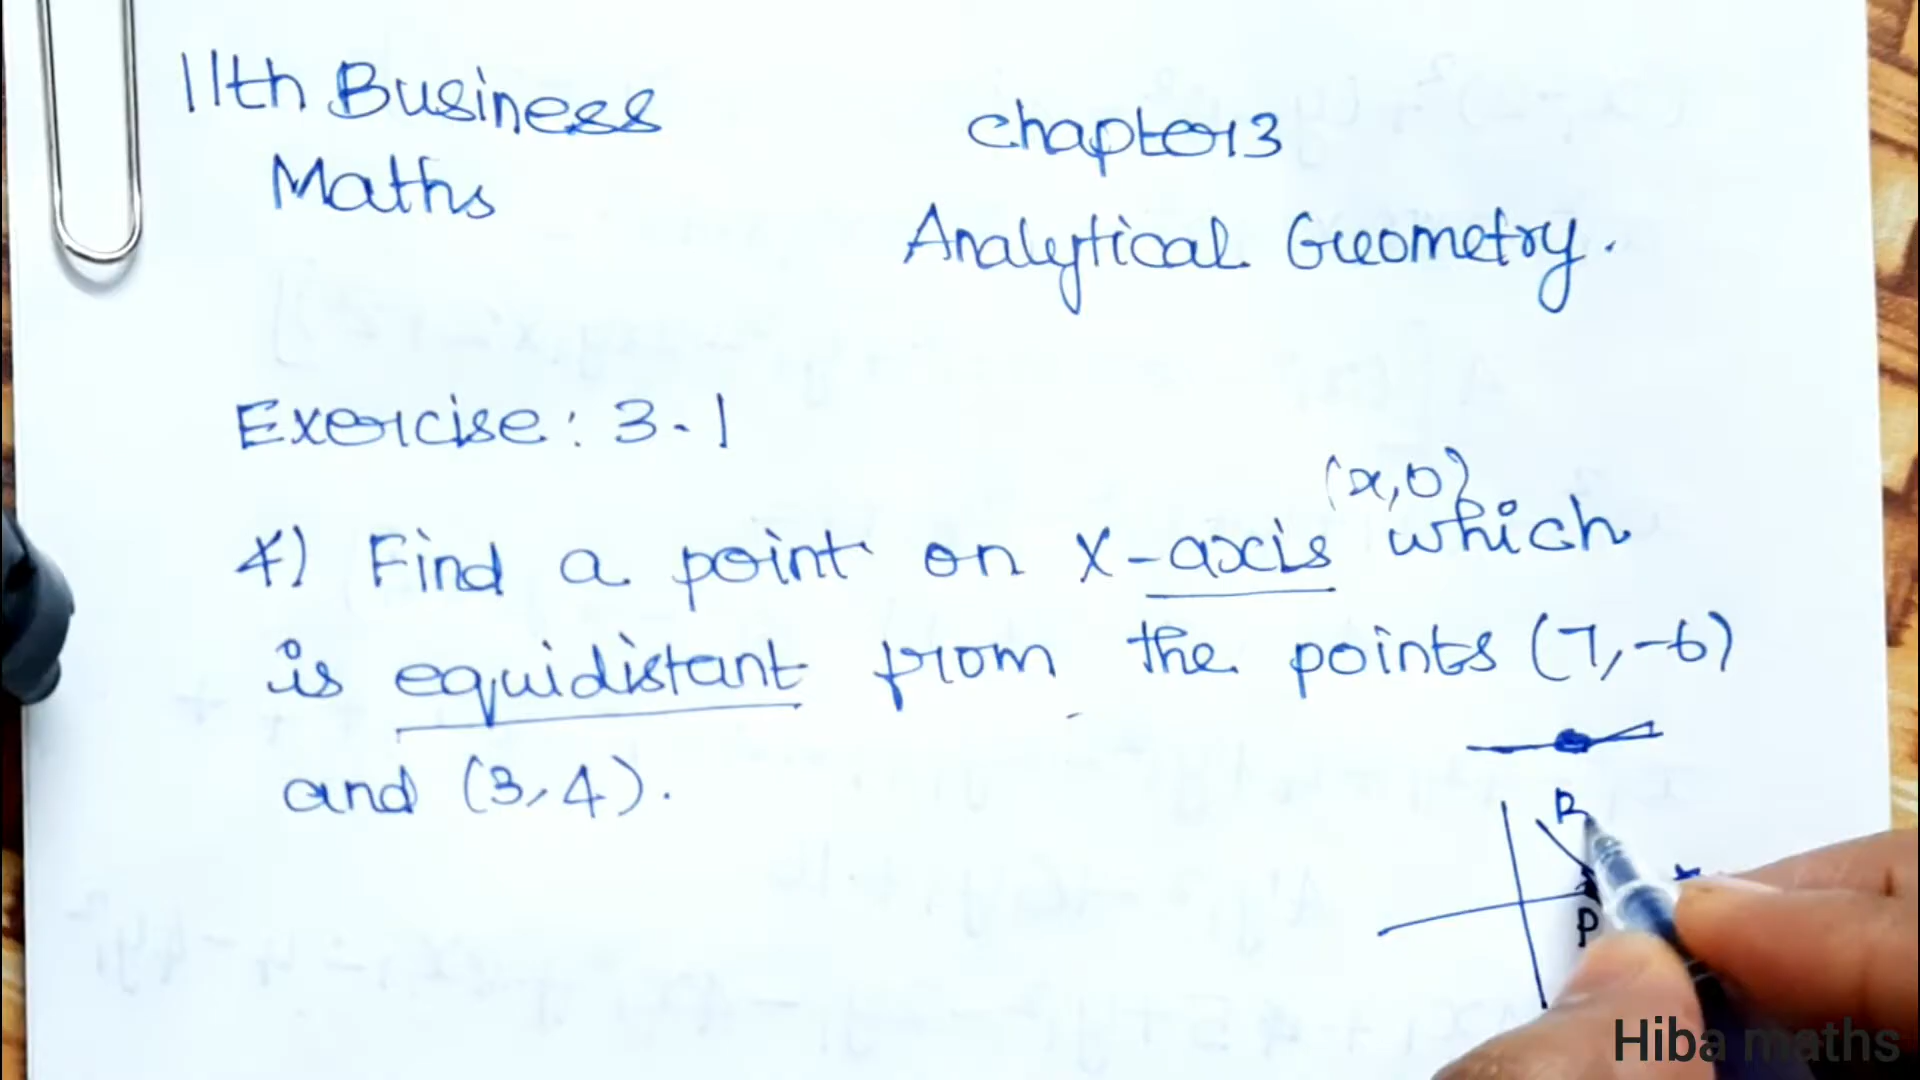 11th Business
Maths
Chapter 3
Analytical Geometry.
Exercise: 3.1
(x,0)
4) Find a point on X-axis which
is equidistant from the points (7,-6)
and (3,4).
B
P
Hiba maths